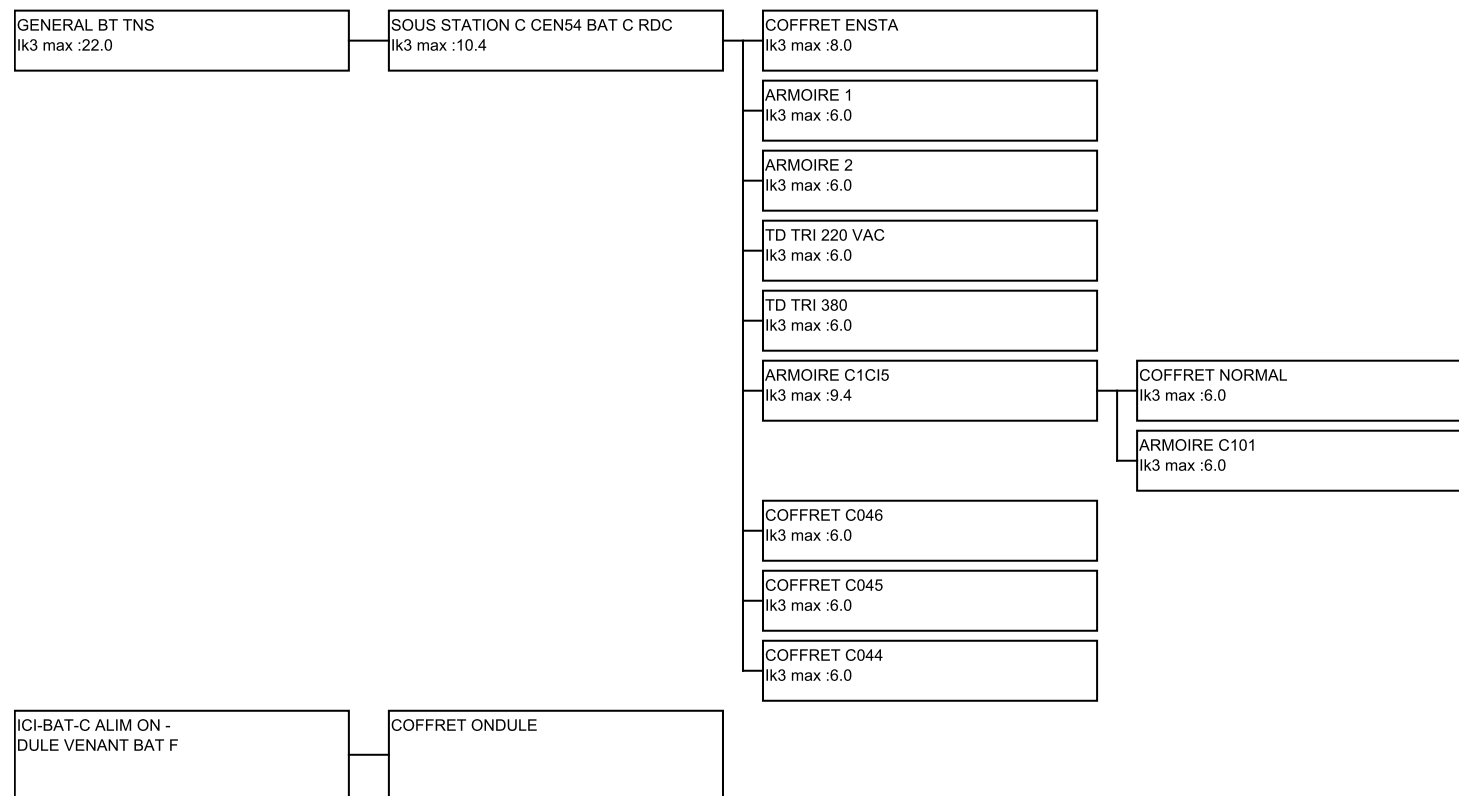 GENERAL BT TNS
Ik3 max :22.0
SOUS STATION C CEN54 BAT C RDC
Ik3 max :10.4
COFFRET ENSTA
Ik3 max :8.0
ARMOIRE 1
Ik3 max :6.0
ARMOIRE 2
Ik3 max :6.0
TD TRI 220 VAC
Ik3 max :6.0
TD TRI 380
Ik3 max :6.0
ARMOIRE C1CI5
Ik3 max :9.4
COFFRET NORMAL
Ik3 max :6.0
ARMOIRE C101
Ik3 max :6.0
COFFRET C046
Ik3 max :6.0
COFFRET C045
Ik3 max :6.0
COFFRET C044
Ik3 max :6.0
ICI-BAT-C ALIM ON -
DULE VENANT BAT F
COFFRET ONDULE